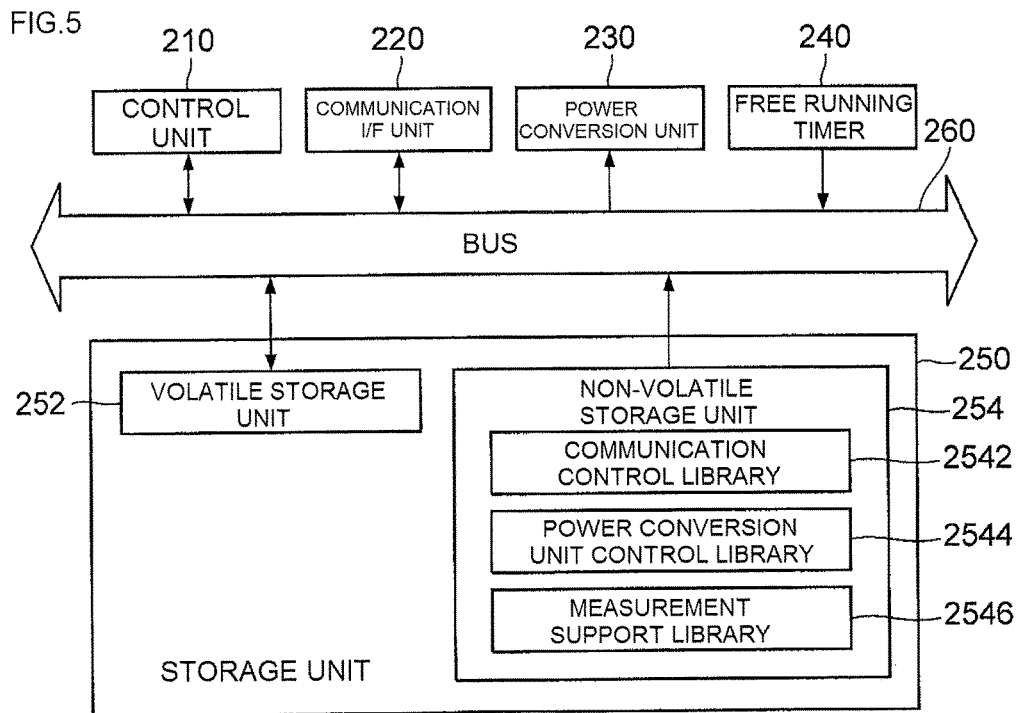 FIG.5
210
220
230
240
CONTROL
UNIT
COMMUNICATION
I/F UNIT
POWER
CONVERSION UNIT
FREE RUNNING
TIMER
260
BUS
250
252
VOLATILE STORAGE
UNIT
NON-VOLATILE
STORAGE UNIT
254
COMMUNICATION
CONTROL LIBRARY
2542
POWER CONVERSION
UNIT CONTROL LIBRARY
2544
MEASUREMENT
SUPPORT LIBRARY
2546
STORAGE UNIT